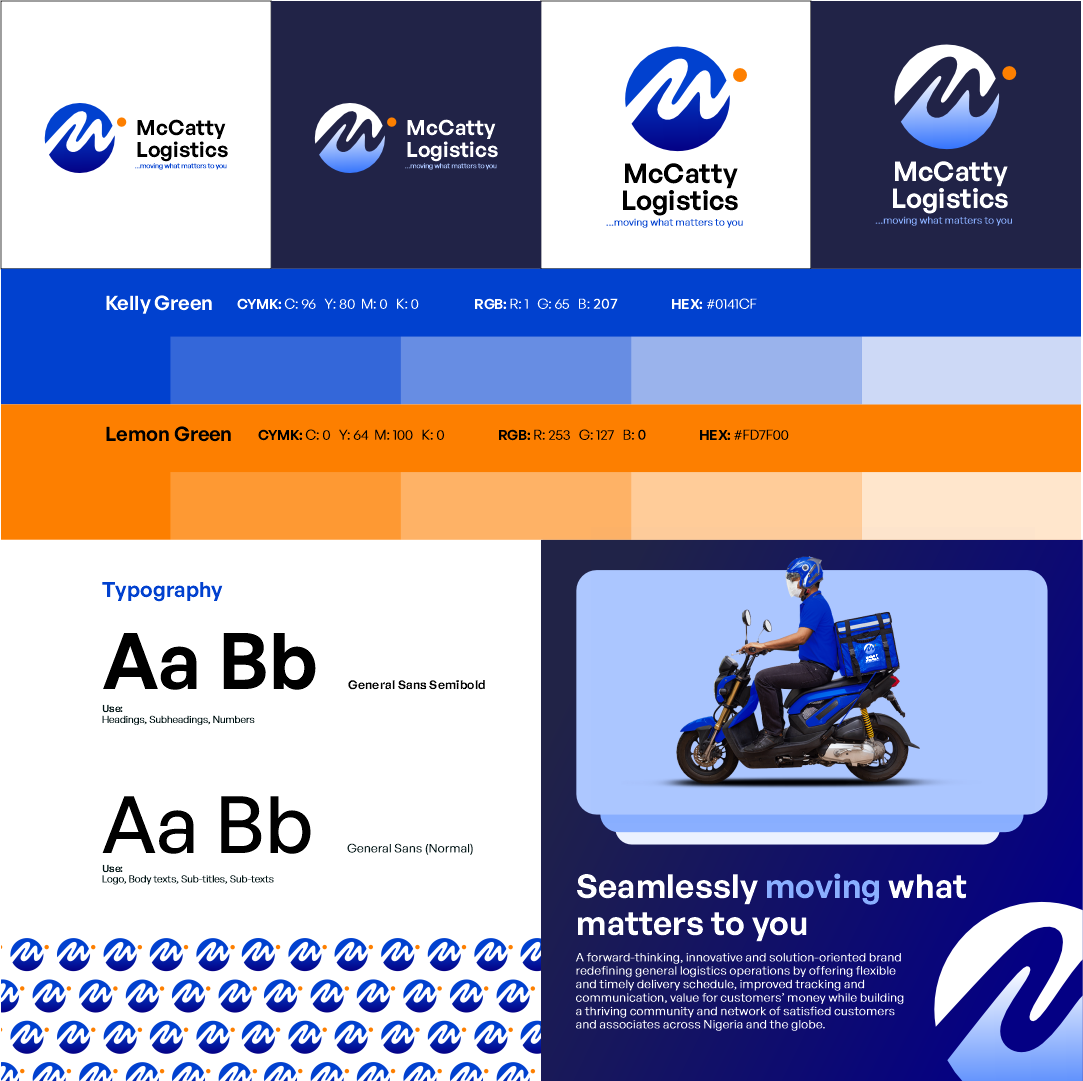 McCatty
Logistics
...moving what matters to you
McCatty
Logistics
...moving what matters to you
McCatty
Logistics
...moving what matters to you
McCatty
Logistics
...moving what matters to you
Kelly Green CYMK: C: 96 Y: 80 M: 0 K: 0 RGB: R: 1 G: 65 B: 207 HEX: #0141CF
Lemon Green CYMK: C: 0 Y: 64 M: 100 K: 0 RGB: R: 253 G: 127 B: 0 HEX: #FD7F00
Typography
Aa Bb
General Sans Semibold
Use:
Headings, Subheadings, Numbers
Aa Bb
General Sans (Normal)
Use:
Logo, Body texts, Sub-titles, Sub-texts
Seamlessly moving what
matters to you
A forward-thinking, innovative and solution-oriented brand
redefining general logistics operations by offering flexible
and timely delivery schedule, improved tracking and
communication, value for customers' money while building
a thriving community and network of satisfied customers
and associates across Nigeria and the globe.